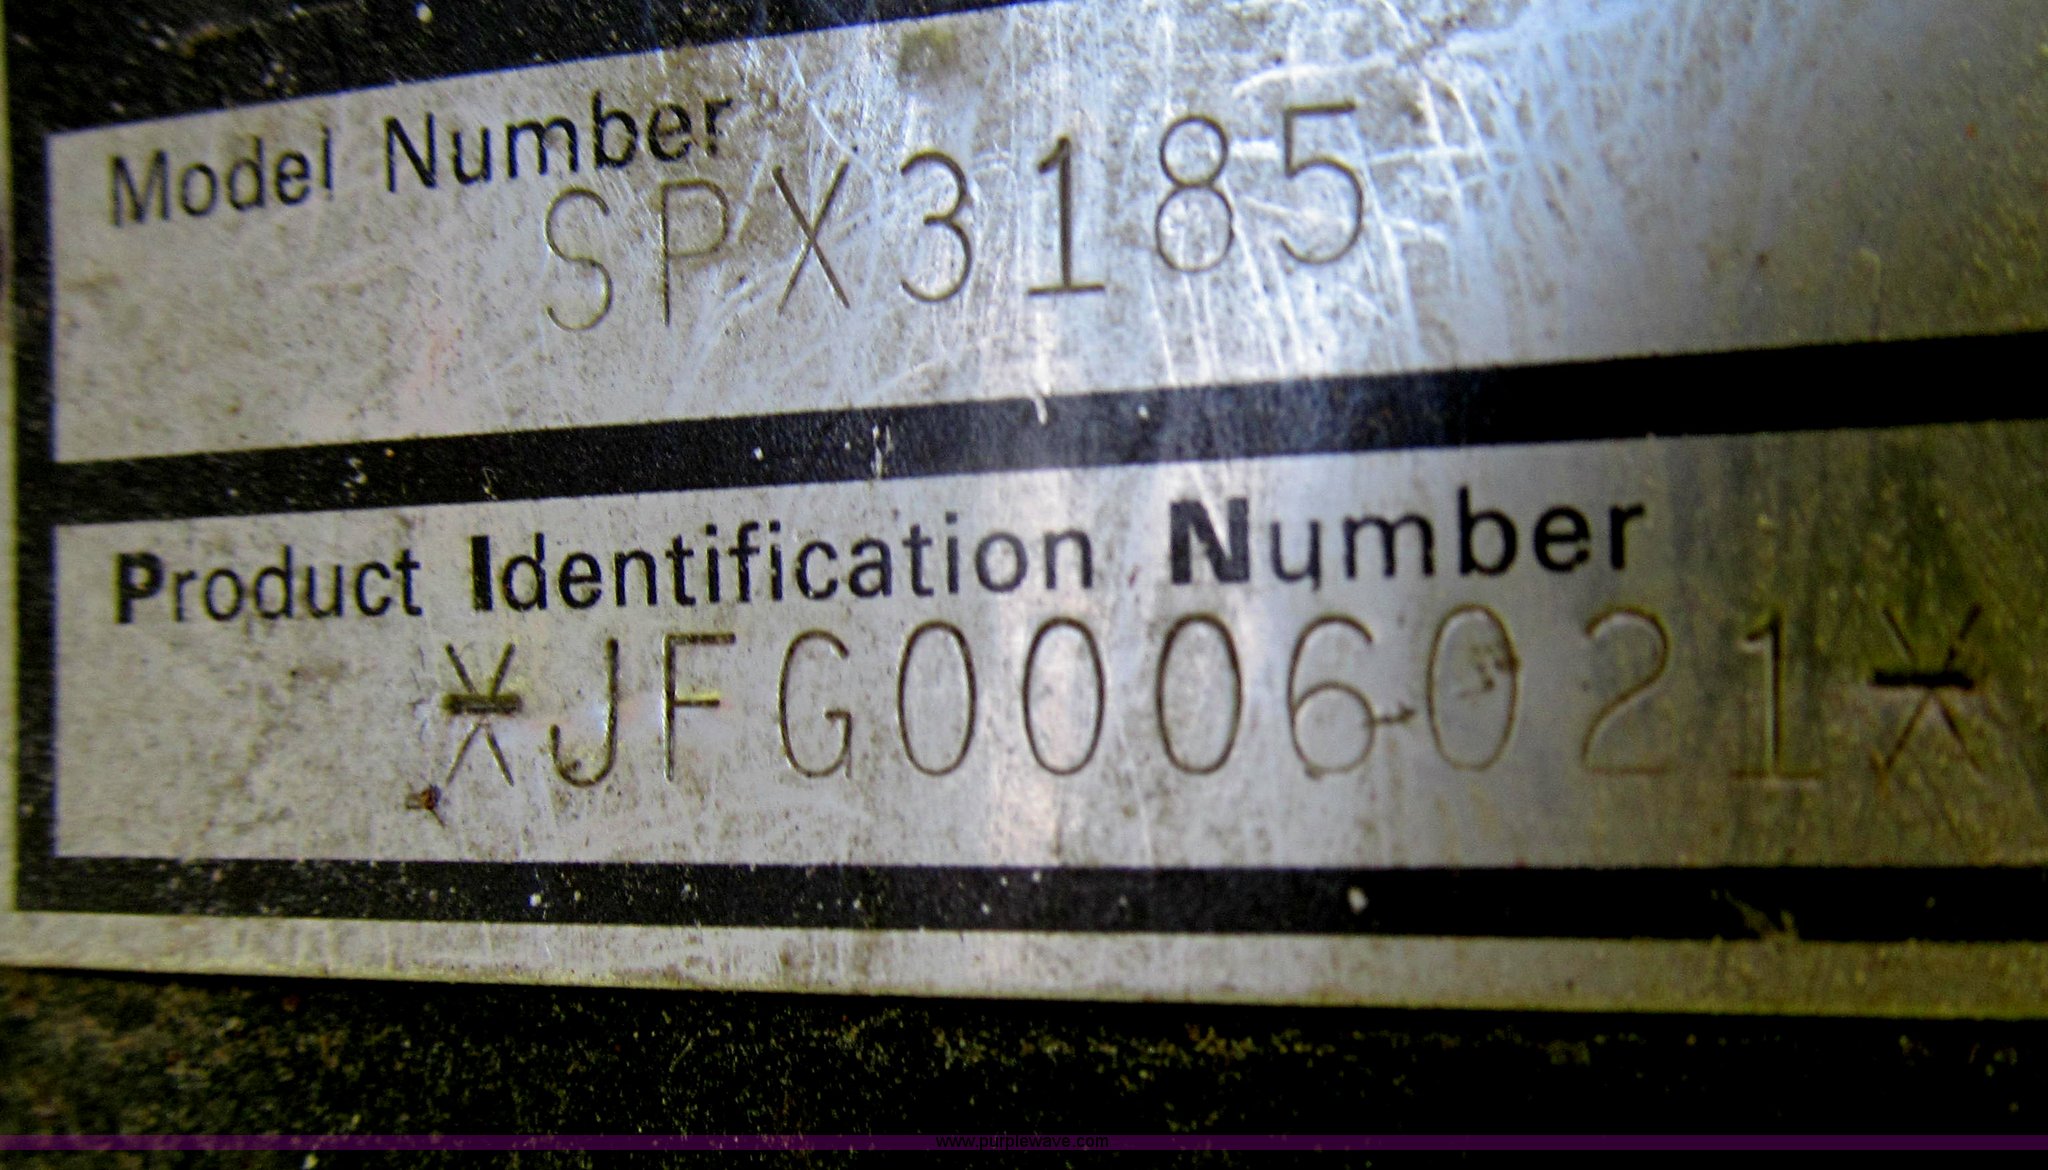 Model Number
SPX3185
Product Identification Number
*JFG0006021*
www.purplewave.com